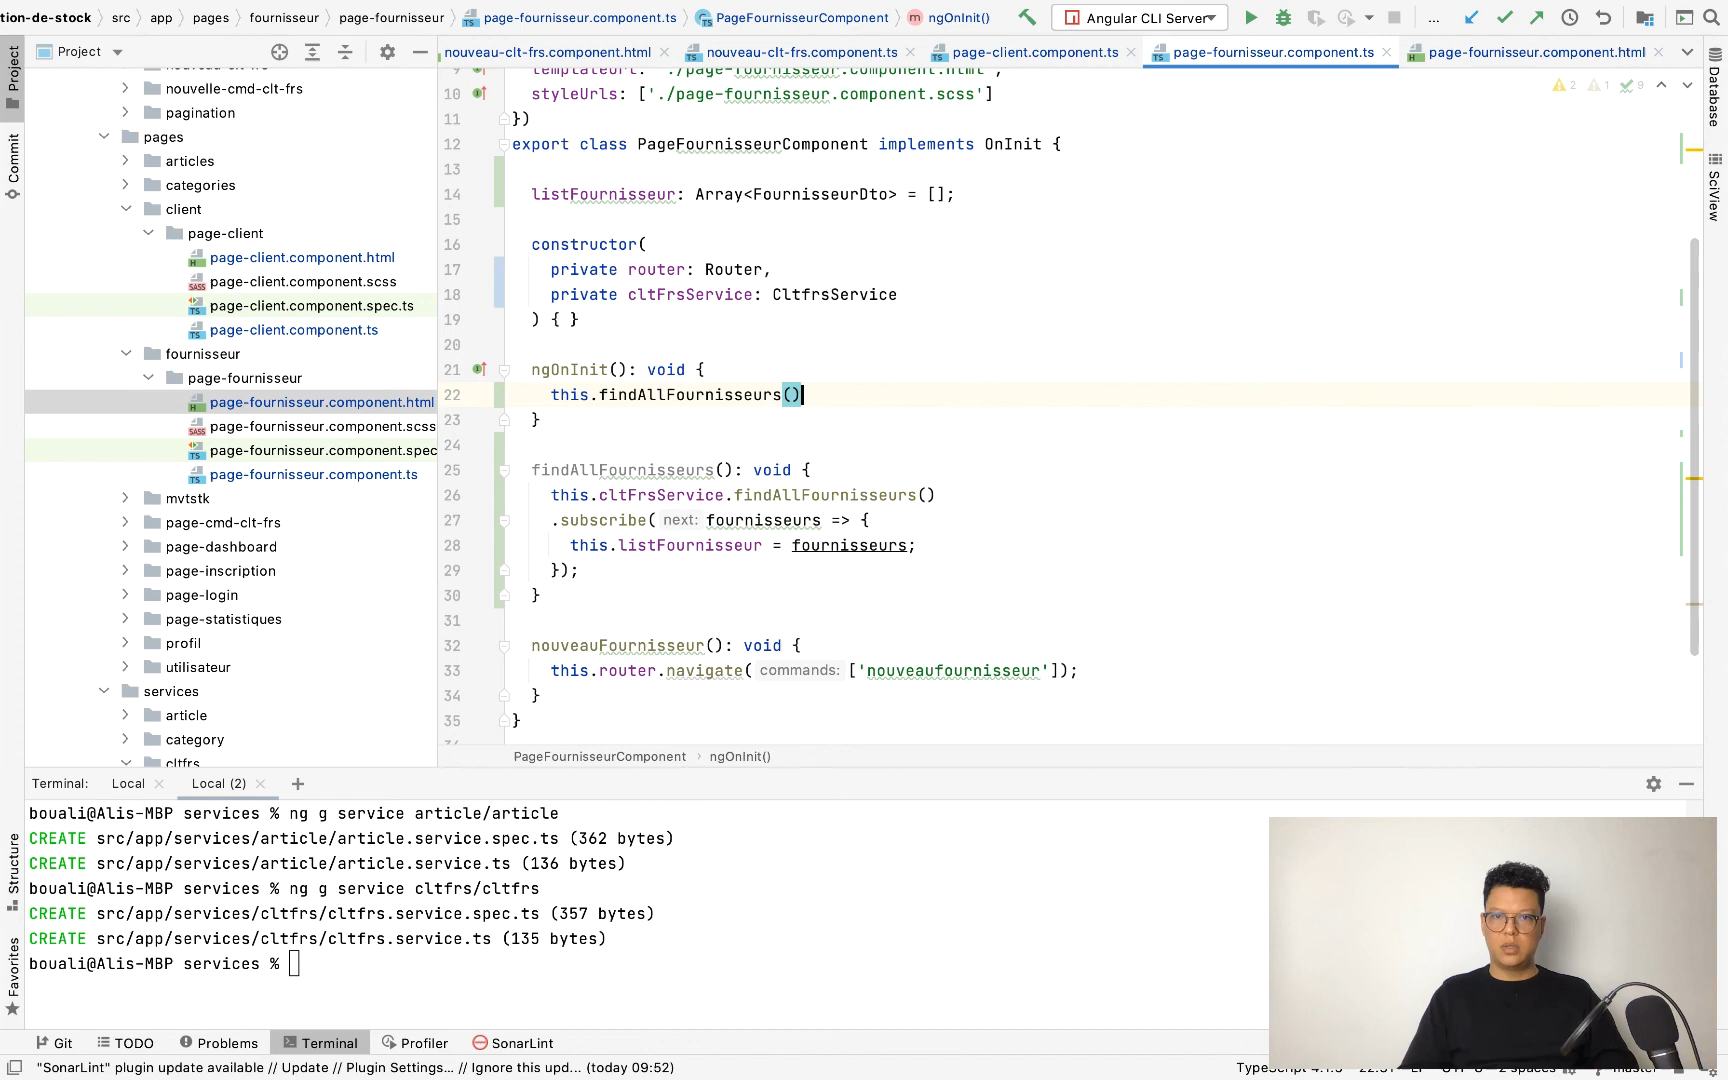 tion-de-stock src app pages fournisseur page-fournisseur page-fournisseur.component.ts PageFournisseurComponent ngOnInit() Angular CLI Server ...
Project
nouveau-clt-frs.component.html nouveau-clt-frs.component.ts page-client.component.ts page-fournisseur.component.ts page-fournisseur.component.html
Project
Commit
Structure
Favorites
Database
SciView
nouvelle-cmd-clt-frs
pagination
pages
articles
categories
client
page-client
page-client.component.html
page-client.component.scss
page-client.component.spec.ts
page-client.component.ts
fournisseur
page-fournisseur
page-fournisseur.component.html
page-fournisseur.component.scss
page-fournisseur.component.spec
page-fournisseur.component.ts
mvtstk
page-cmd-clt-frs
page-dashboard
page-inscription
page-login
page-statistiques
profil
utilisateur
services
article
category
cltfrs
2 1 9
9 templateUrl: './page-fournisseur.component.html',
10 styleUrls: ['./page-fournisseur.component.scss']
11 })
12 export class PageFournisseurComponent implements OnInit {
13
14 listFournisseur: Array<FournisseurDto> = [];
15
16 constructor(
17 private router: Router,
18 private cltFrsService: CltfrsService
19 ) { }
20
21 ngOnInit(): void {
22 this.findAllFournisseurs()
23 }
24
25 findAllFournisseurs(): void {
26 this.cltFrsService.findAllFournisseurs()
27 .subscribe( next: fournisseurs => {
28 this.listFournisseur = fournisseurs;
29 });
30 }
31
32 nouveauFournisseur(): void {
33 this.router.navigate( commands: ['nouveaufournisseur']);
34 }
35 }
PageFournisseurComponent ngOnInit()
Terminal: Local Local (2)
bouali@Alis-MBP services % ng g service article/article
CREATE src/app/services/article/article.service.spec.ts (362 bytes)
CREATE src/app/services/article/article.service.ts (136 bytes)
bouali@Alis-MBP services % ng g service cltfrs/cltfrs
CREATE src/app/services/cltfrs/cltfrs.service.spec.ts (357 bytes)
CREATE src/app/services/cltfrs/cltfrs.service.ts (135 bytes)
bouali@Alis-MBP services %
Git TODO Problems Terminal Profiler SonarLint
"SonarLint" plugin update available // Update // Plugin Settings... // Ignore this upd... (today 09:52)